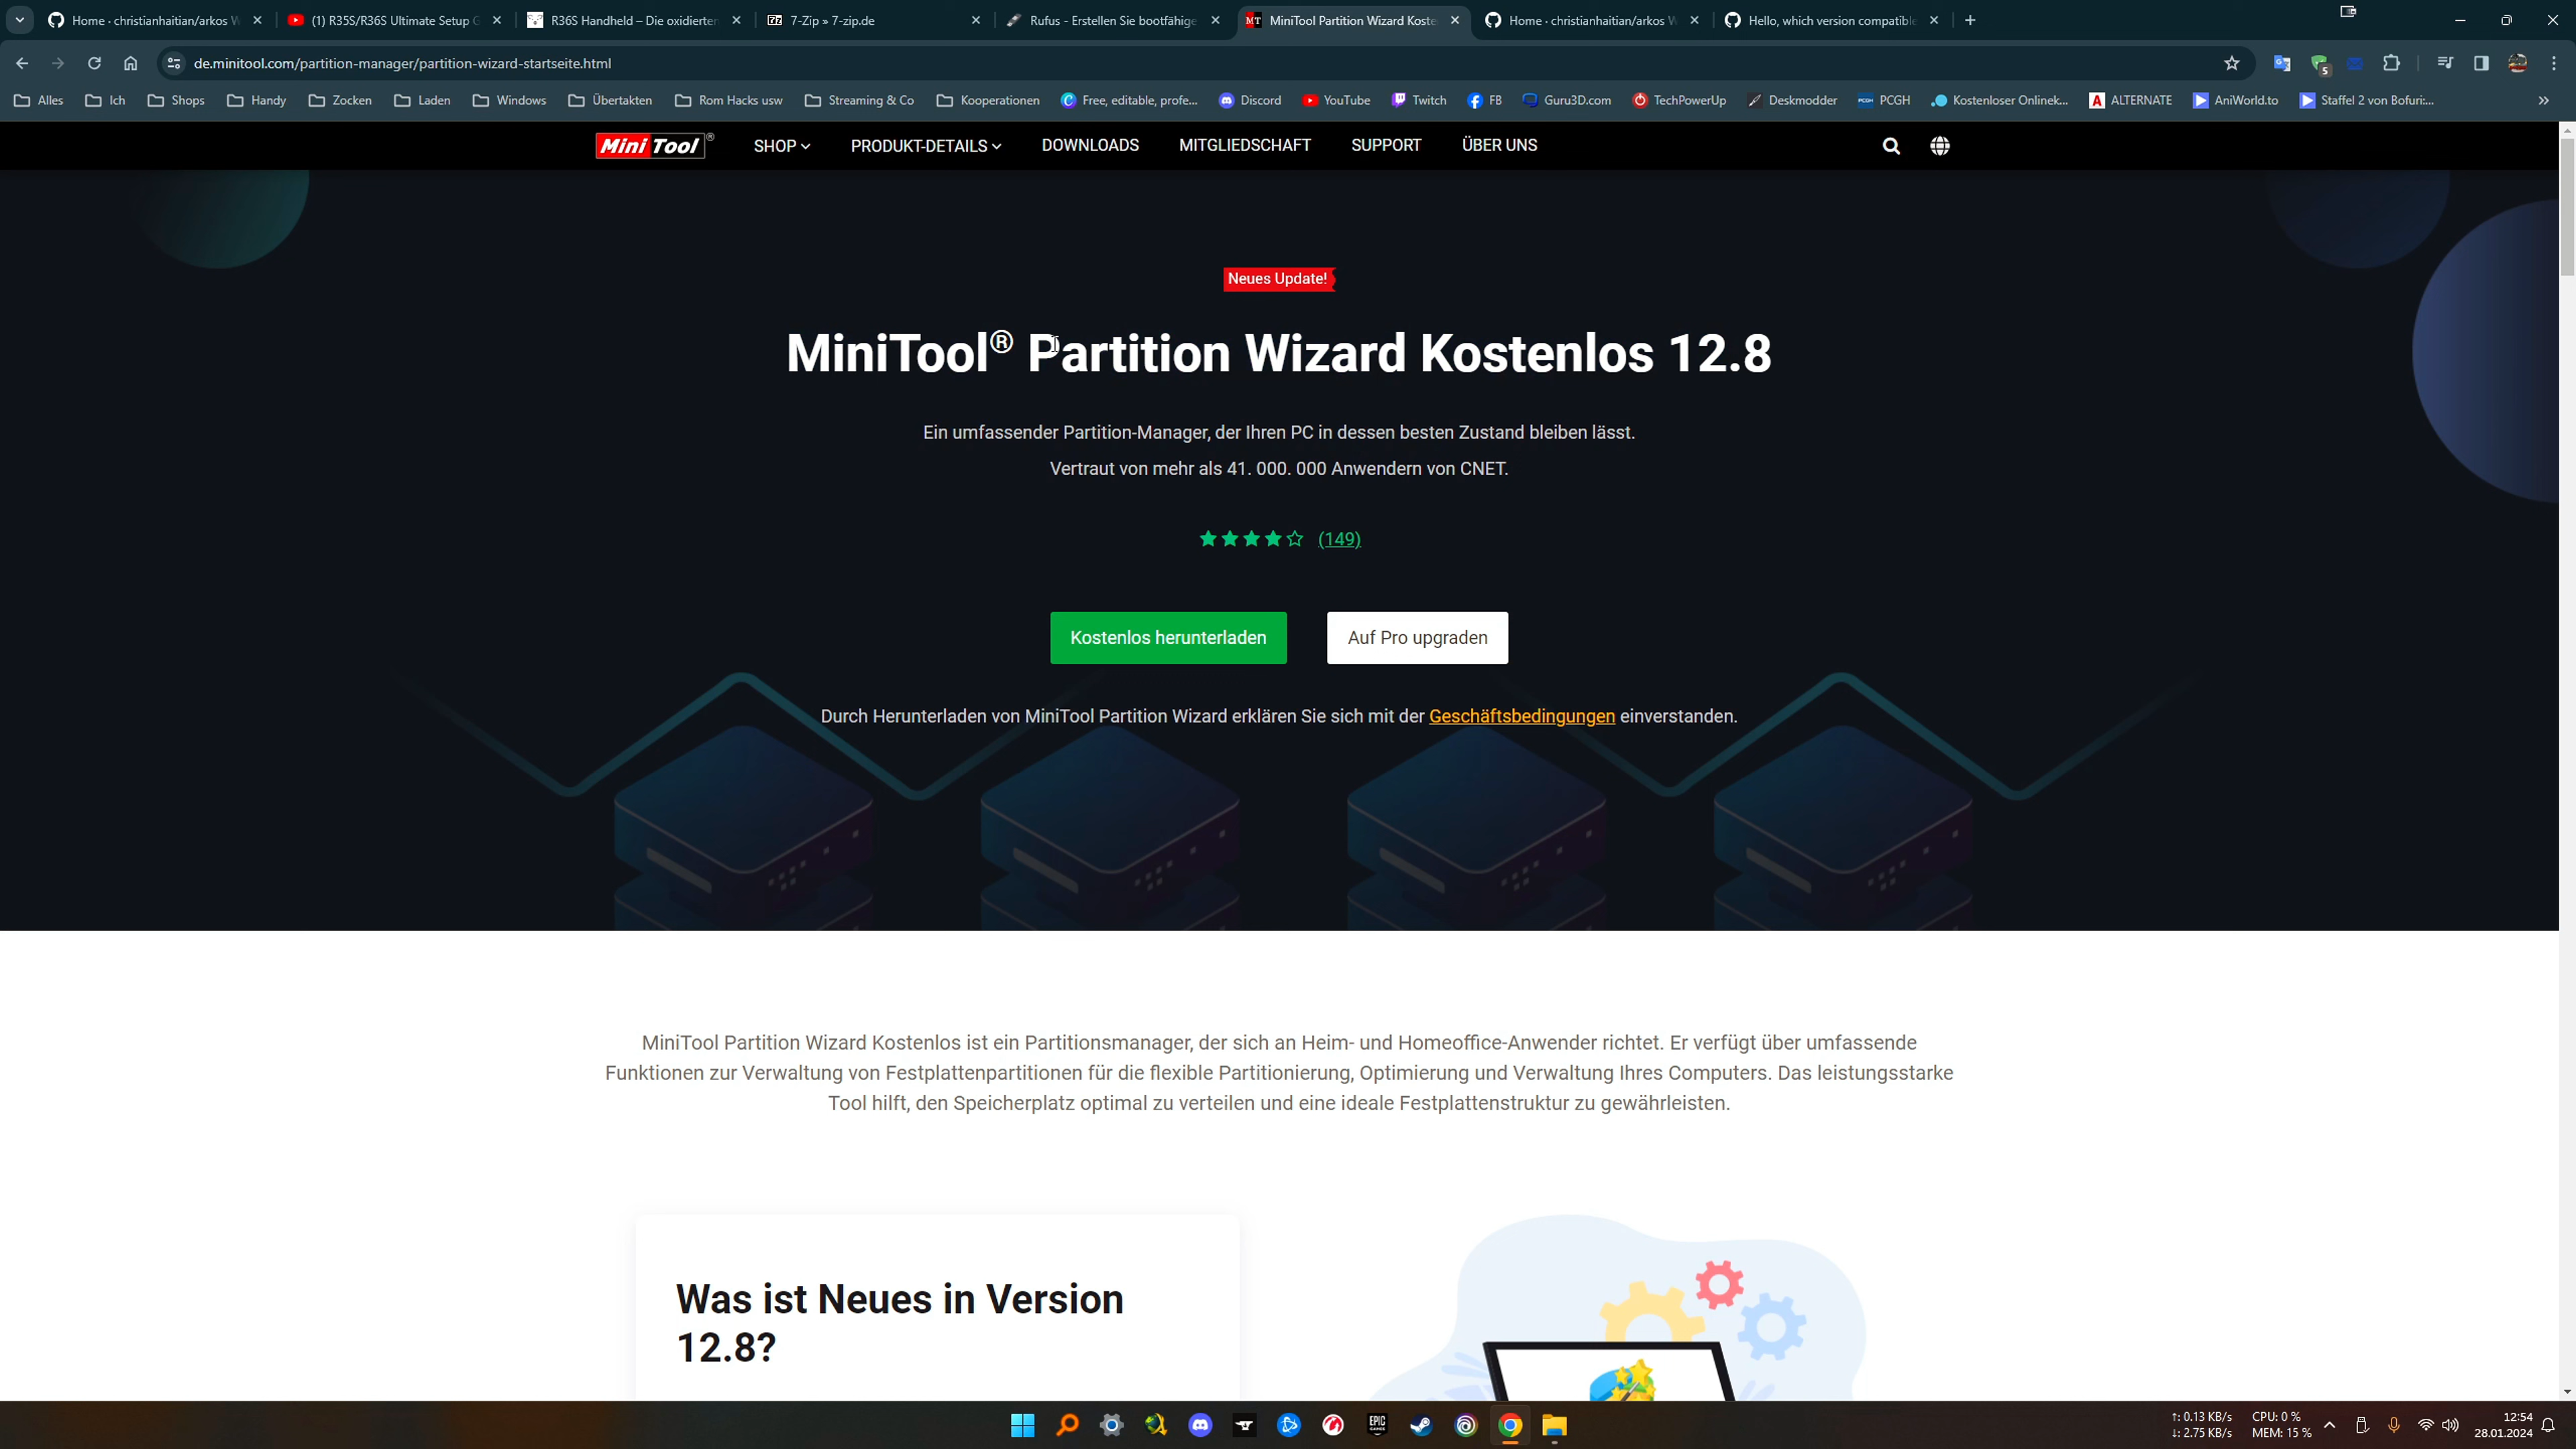 Home · christianhaitian/arkos W
(1) R35S/R36S Ultimate Setup G
R36S Handheld – Die oxidierter
7z 7-Zip » 7-zip.de
Rufus - Erstellen Sie bootfähige
MT MiniTool Partition Wizard Koste
Home · christianhaitian/arkos W
Hello, which version compatible
de.minitool.com/partition-manager/partition-wizard-startseite.html
5
Alles
Ich
Shops
Handy
Zocken
Laden
Windows
Übertakten
Rom Hacks usw
Streaming & Co
Kooperationen
Free, editable, profe...
Discord
YouTube
Twitch
FB
Guru3D.com
TechPowerUp
Deskmodder
PCGH
Kostenloser Onlinek...
ALTERNATE
AniWorld.to
Staffel 2 von Bofuri:...
Mini Tool®
SHOP
PRODUKT-DETAILS
DOWNLOADS
MITGLIEDSCHAFT
SUPPORT
ÜBER UNS
Neues Update!
MiniTool® Partition Wizard Kostenlos 12.8
Ein umfassender Partition-Manager, der Ihren PC in dessen besten Zustand bleiben lässt.
Vertraut von mehr als 41. 000. 000 Anwendern von CNET.
(149)
Kostenlos herunterladen
Auf Pro upgraden
Durch Herunterladen von MiniTool Partition Wizard erklären Sie sich mit der Geschäftsbedingungen einverstanden.
MiniTool Partition Wizard Kostenlos ist ein Partitionsmanager, der sich an Heim- und Homeoffice-Anwender richtet. Er verfügt über umfassende
Funktionen zur Verwaltung von Festplattenpartitionen für die flexible Partitionierung, Optimierung und Verwaltung Ihres Computers. Das leistungsstarke
Tool hilft, den Speicherplatz optimal zu verteilen und eine ideale Festplattenstruktur zu gewährleisten.
Was ist Neues in Version
12.8?
EPIC GAMES
↑: 0.13 KB/s
↓: 2.75 KB/s
CPU: 0 %
MEM: 15 %
12:54
28.01.2024